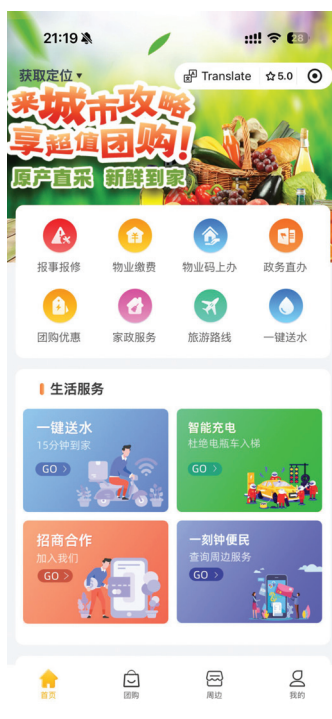 21:19
28
获取定位
Translate
5.0
来城市攻略
享超值团购!
原产直采 新鲜到家
报事报修
物业缴费
物业码上办
政务直办
团购优惠
家政服务
旅游路线
一键送水
生活服务
一键送水
15分钟到家
GO >
智能充电
杜绝电瓶车入梯
GO >
招商合作
加入我们
GO >
一刻钟便民
查询周边服务
GO >
首页
团购
周边
我的